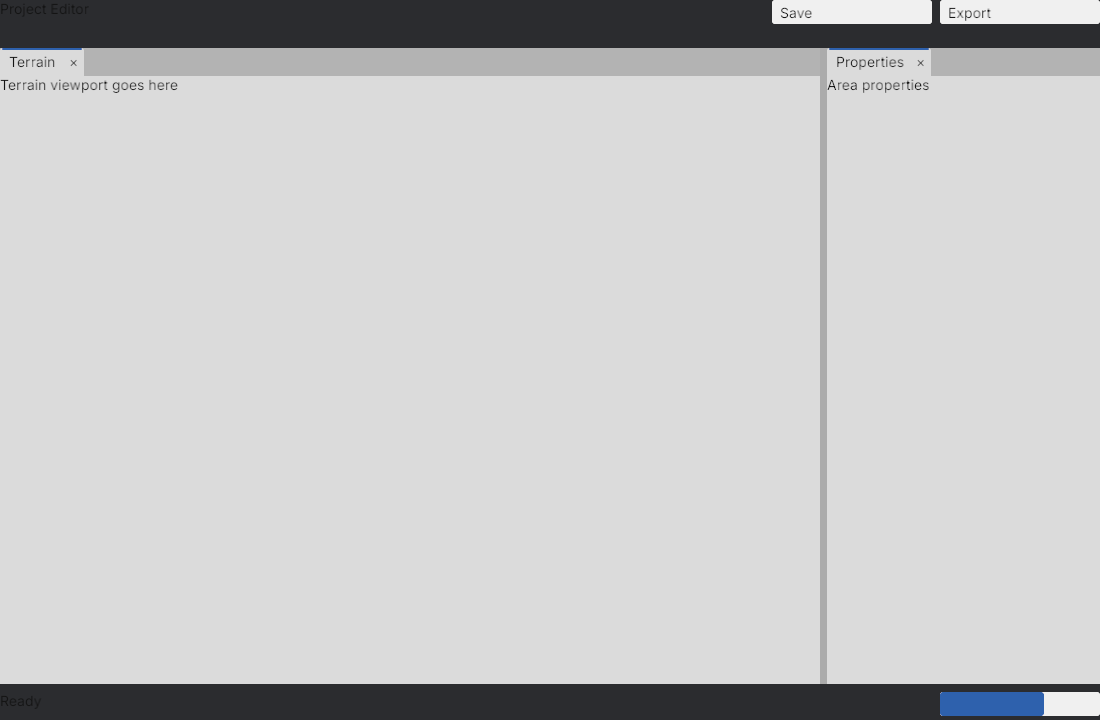 Project Editor
Save
Export
Terrain ×
Properties ×
Terrain viewport goes here
Area properties
Ready